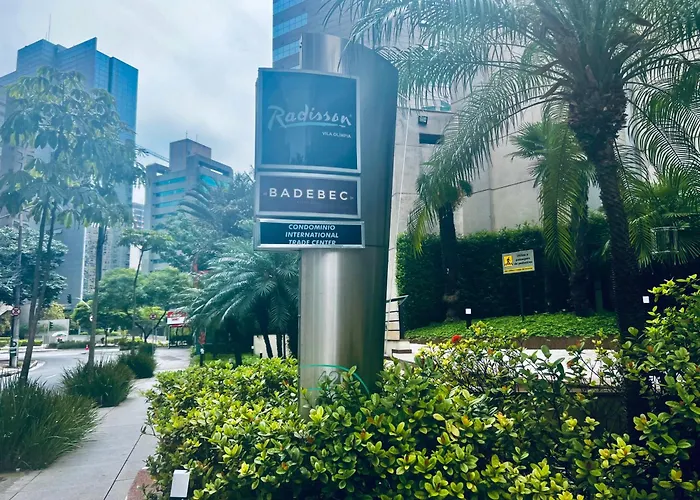 Radisson
VILA OLÍMPIA
BADEBEC
CONDOMÍNIO
INTERNATIONAL
TRADE CENTER